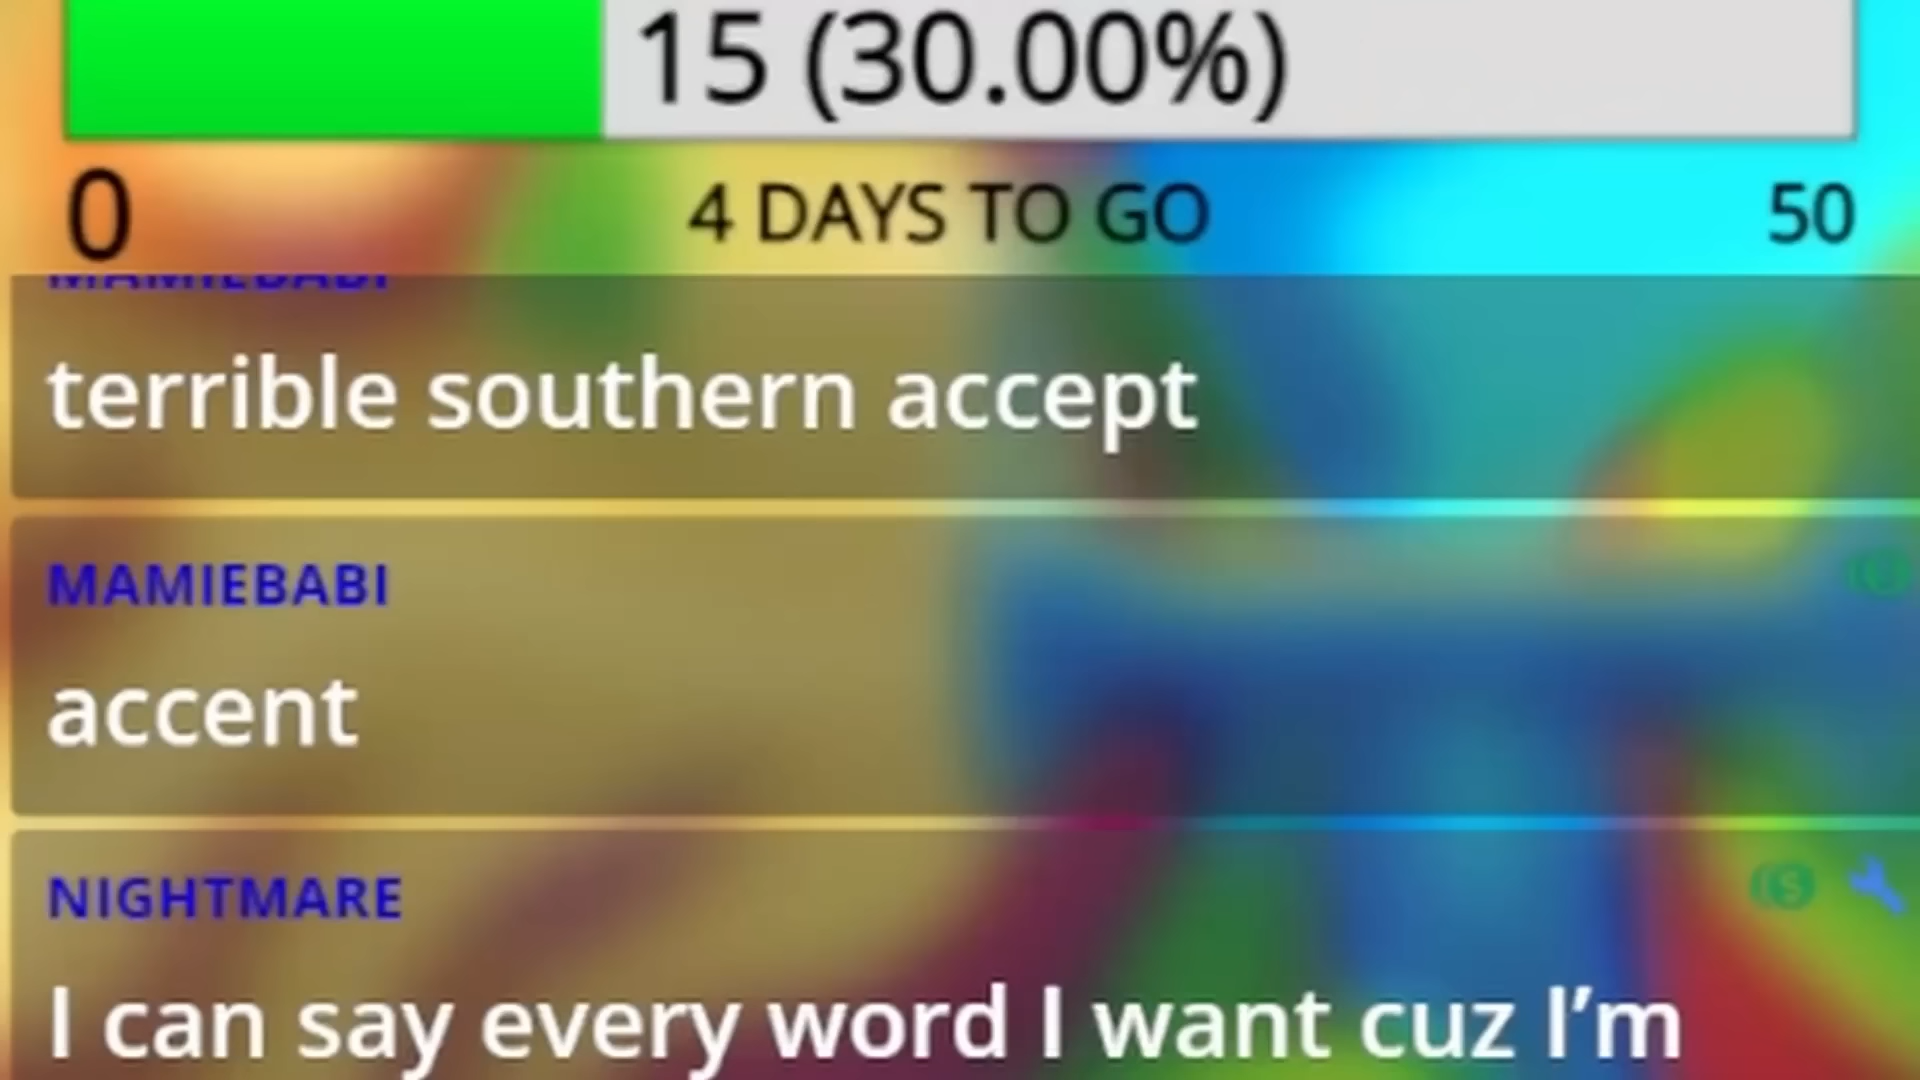 15 (30.00%)
0 4 DAYS TO GO 50
MAMIEBABI
terrible southern accept
MAMIEBABI
accent
NIGHTMARE
I can say every word I want cuz I’m